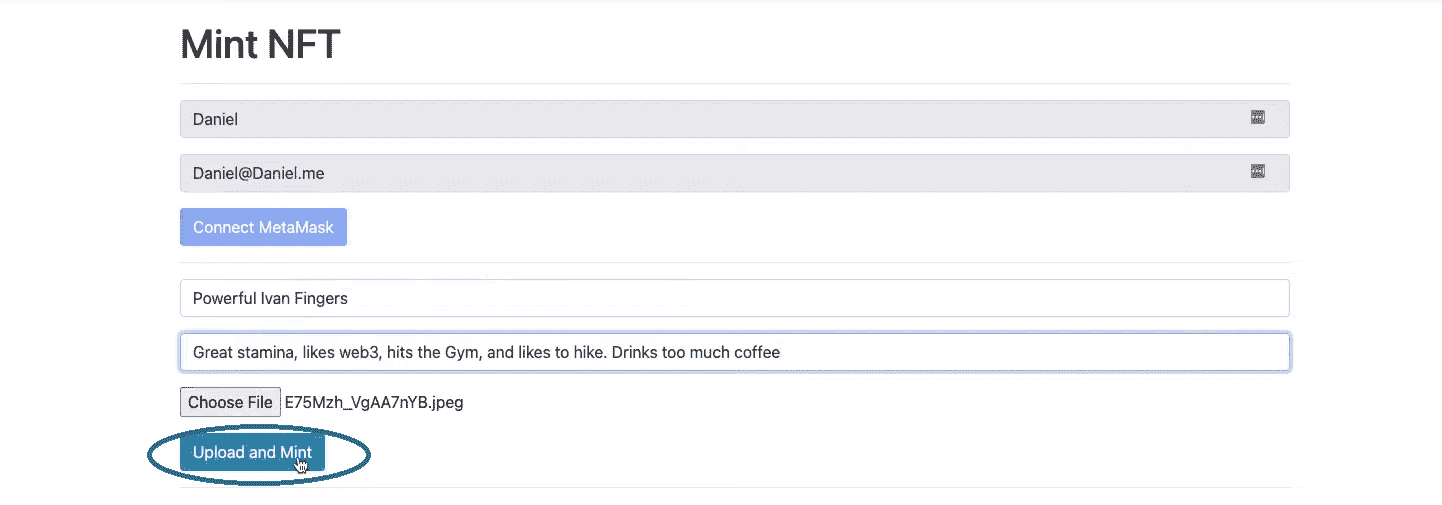 Mint NFT
Daniel
Daniel@Daniel.me
Connect MetaMask
Powerful Ivan Fingers
Great stamina, likes web3, hits the Gym, and likes to hike. Drinks too much coffee
Choose File E75Mzh_VgAA7nYB.jpeg
Upload and Mint